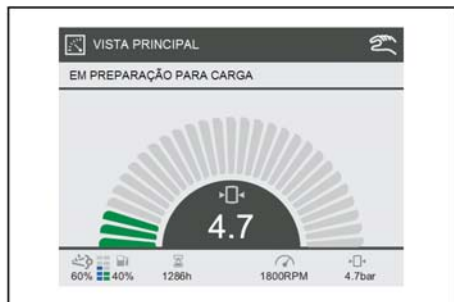 VISTA PRINCIPAL
EM PREPARAÇÃO PARA CARGA
4.7
60% 40% 1286h 1800RPM 4.7bar